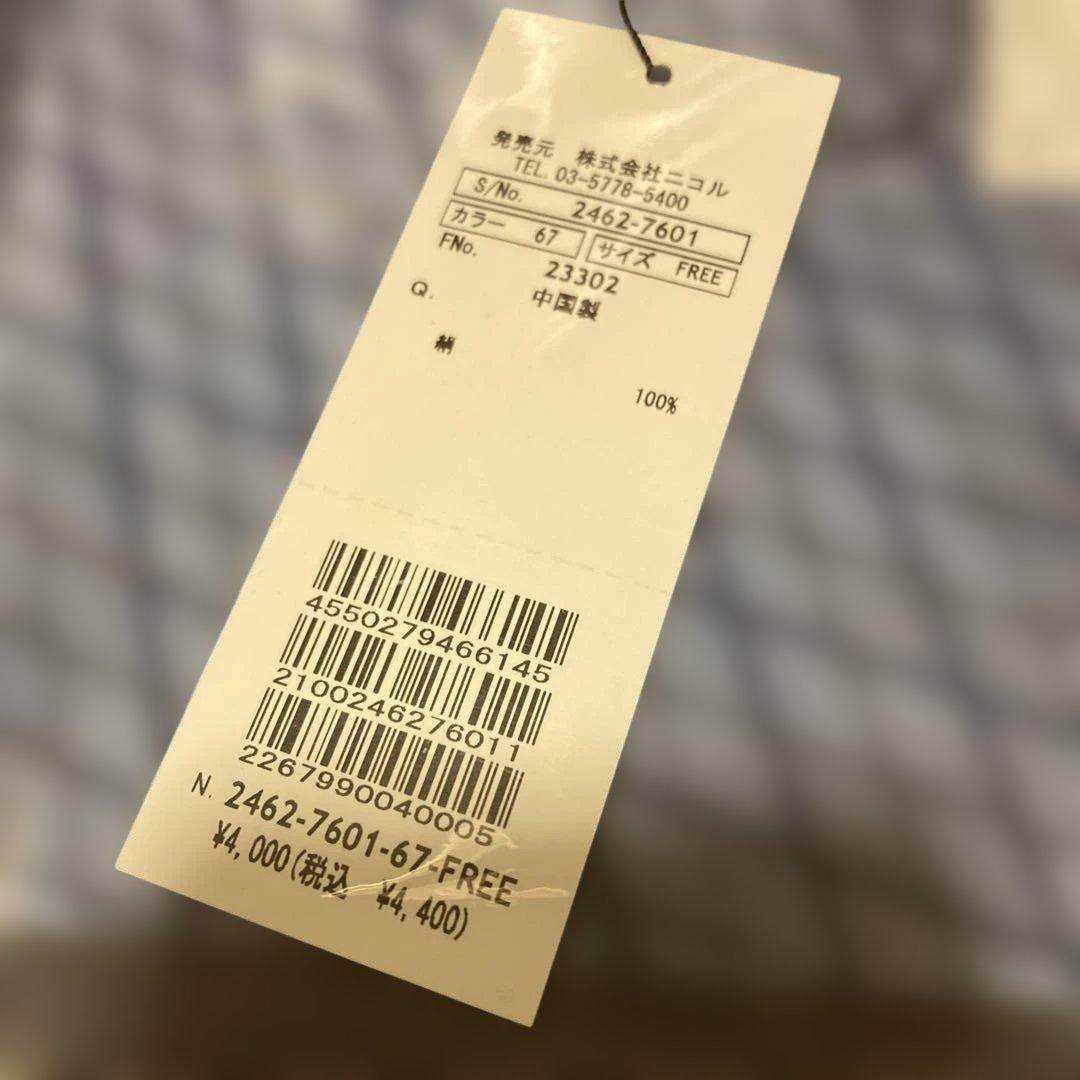 発売元 株式会社ニコル
TEL. 03-5778-5400
S/No. 2462-7601
カラー 67 サイズ FREE
FNo. 23302
Q. 中国製
絹 100%
4550279466145
2100246276011
2267990040005
N. 2462-7601-67-FREE
¥4,000(税込 ¥4,400)